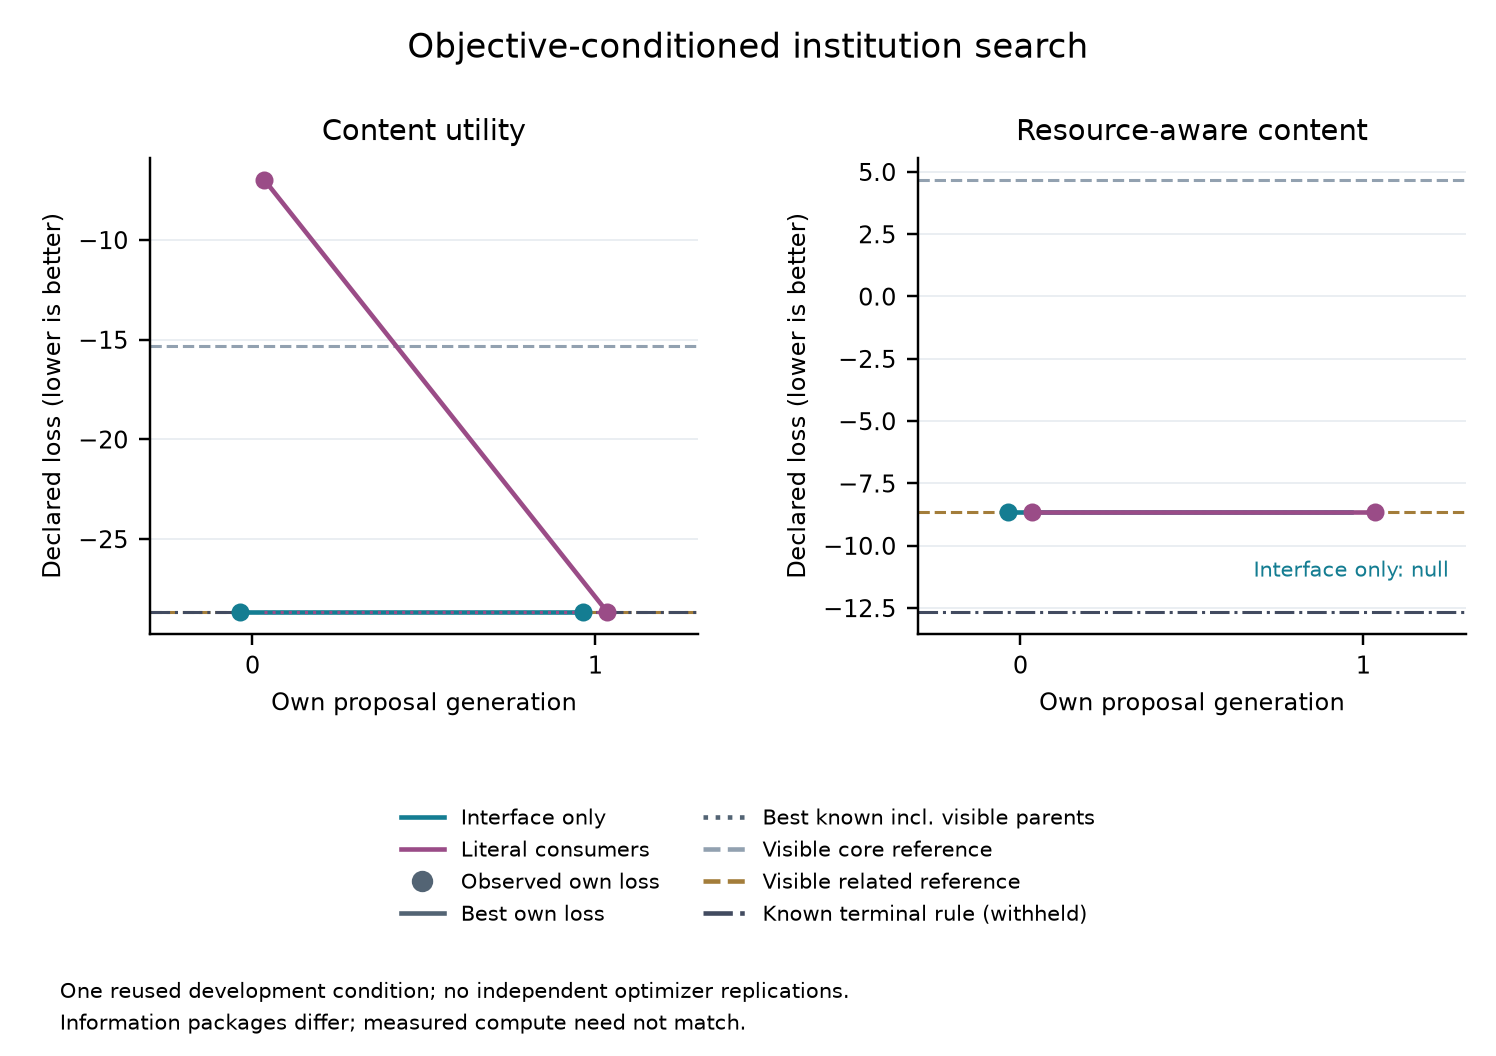 Objective-conditioned institution search
Content utility
Resource-aware content
Declared loss (lower is better)
−10
−15
−20
−25
0
1
Own proposal generation
Declared loss (lower is better)
5.0
2.5
0.0
−2.5
−5.0
−7.5
−10.0
−12.5
Interface only: null
0
1
Own proposal generation
Interface only
Literal consumers
Observed own loss
Best own loss
Best known incl. visible parents
Visible core reference
Visible related reference
Known terminal rule (withheld)
One reused development condition; no independent optimizer replications.
Information packages differ; measured compute need not match.